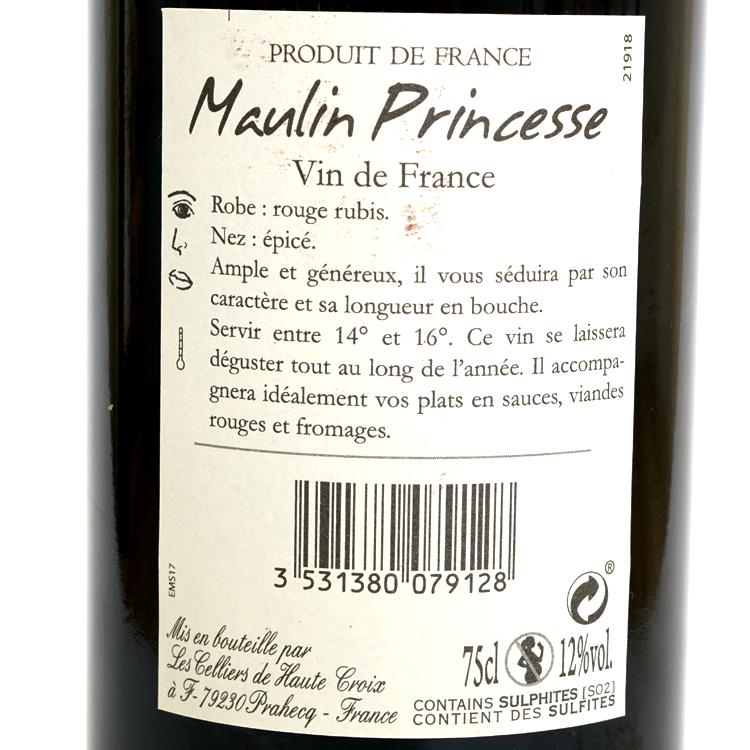 PRODUIT DE FRANCE
21918
Maulin Princesse
Vin de France
Robe : rouge rubis.
Nez : épicé.
Ample et généreux, il vous séduira par son
caractère et sa longueur en bouche.
Servir entre 14° et 16°. Ce vin se laissera
déguster tout au long de l'année. Il accompa-
gnera idéalement vos plats en sauces, viandes
rouges et fromages.
3 531380 079128
EMS17
®
Mis en bouteille par
Les Celliers de Haute Croix
à F-79230 Prahecq - France
75cl 12%vol.
CONTAINS SULPHITES [SO2]
CONTIENT DES SULFITES